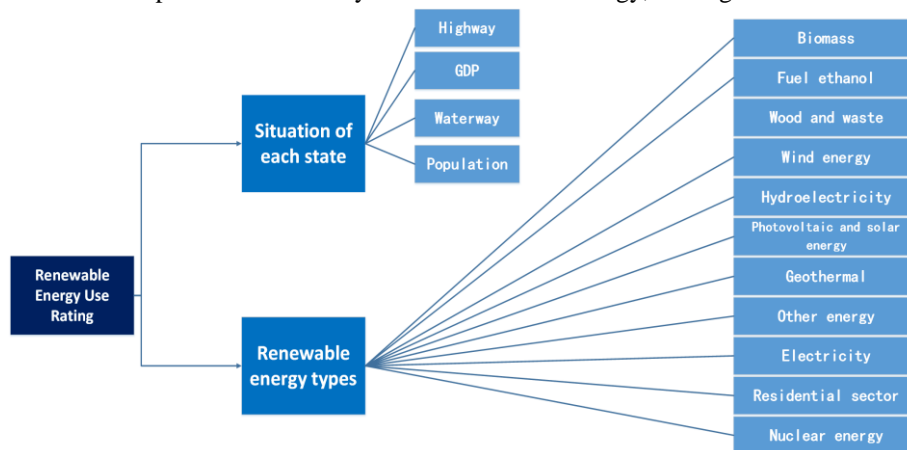 Highway
GDP
Waterway
Population
Situation of
each state
Renewable
Energy Use
Rating
Renewable
energy types
Biomass
Fuel ethanol
Wood and waste
Wind energy
Hydroelectricity
Photovoltaic and solar
energy
Geothermal
Other energy
Electricity
Residential sector
Nuclear energy